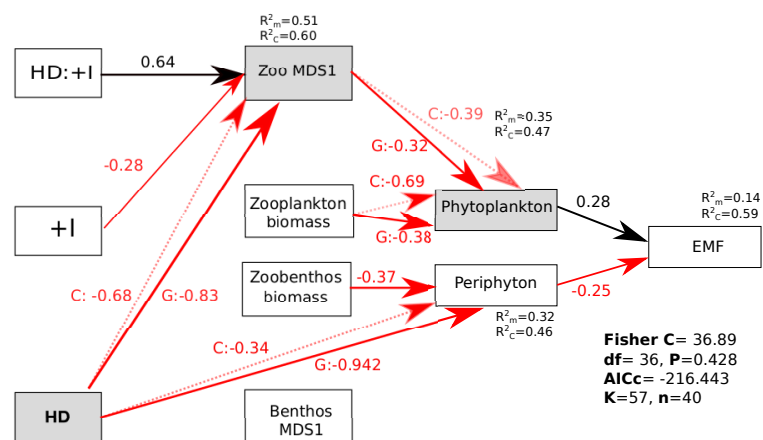 R²m=0.51
R²C=0.60
HD:+I
0.64
Zoo MDS1
C:-0.39
R²m≈0.35
R²C=0.47
G:-0.32
-0.28
C:-0.69
Zooplankton
biomass
Phytoplankton
0.28
R²m=0.14
R²C=0.59
+I
G:-0.38
EMF
Zoobenthos
biomass
-0.37
Periphyton
-0.25
C: -0.68
G:-0.83
R²m=0.32
R²C=0.46
C:-0.34
G:-0.942
Fisher C= 36.89
df= 36, P=0.428
AICc= -216.443
K=57, n=40
HD
Benthos
MDS1